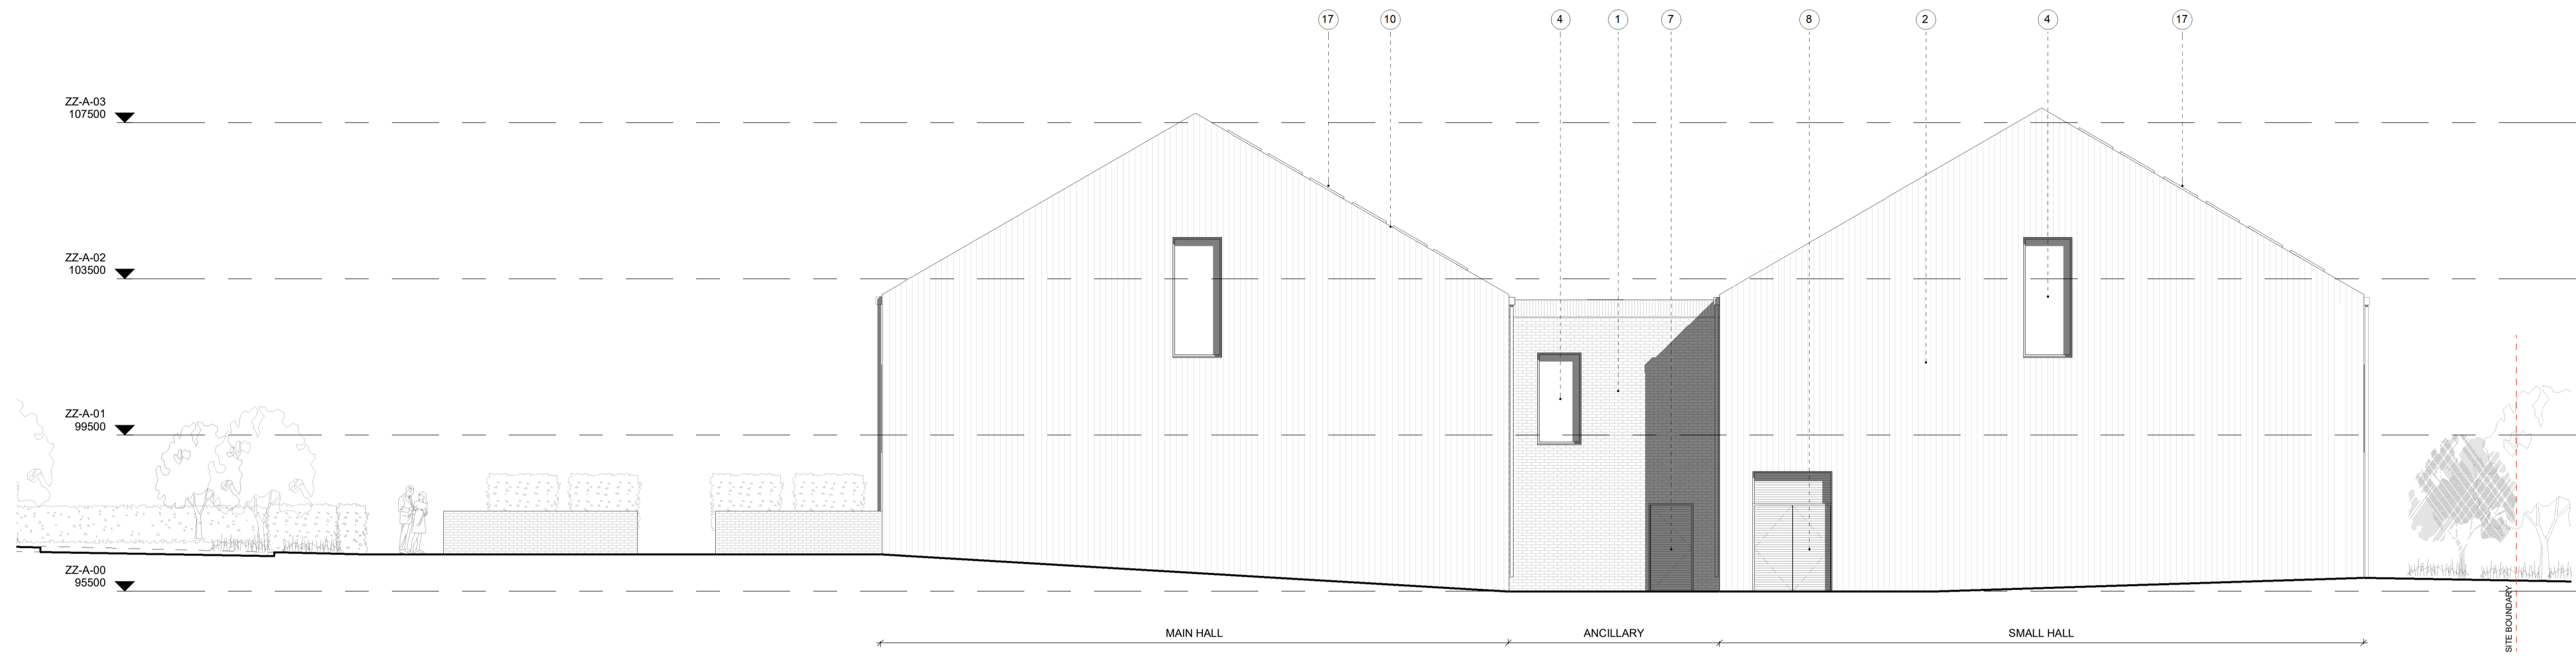 17
10
4
1
7
8
2
4
17
ZZ-A-03
107500
ZZ-A-02
103500
ZZ-A-01
99500
ZZ-A-00
95500
MAIN HALL
ANCILLARY
SMALL HALL
SITE BOUNDARY